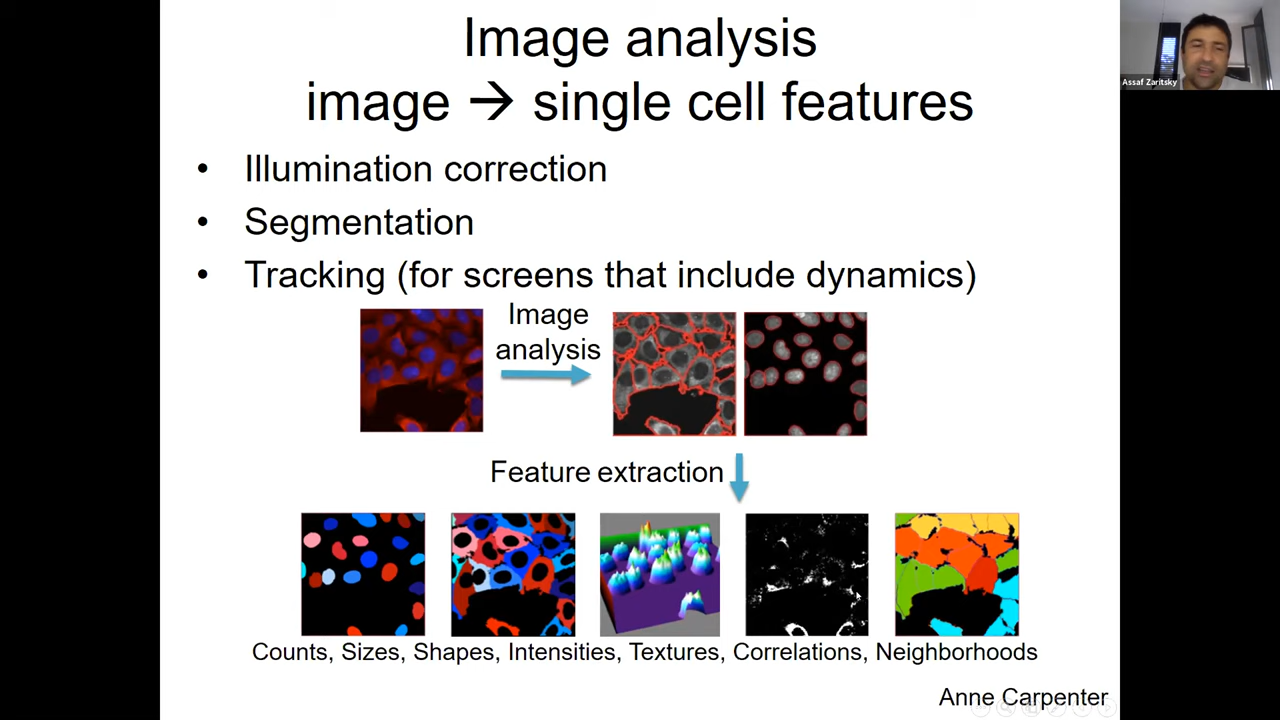 Image analysis
image → single cell features
• Illumination correction
• Segmentation
• Tracking (for screens that include dynamics)
Image
analysis
Feature extraction
Counts, Sizes, Shapes, Intensities, Textures, Correlations, Neighborhoods
Anne Carpenter
Assaf Zaritsky